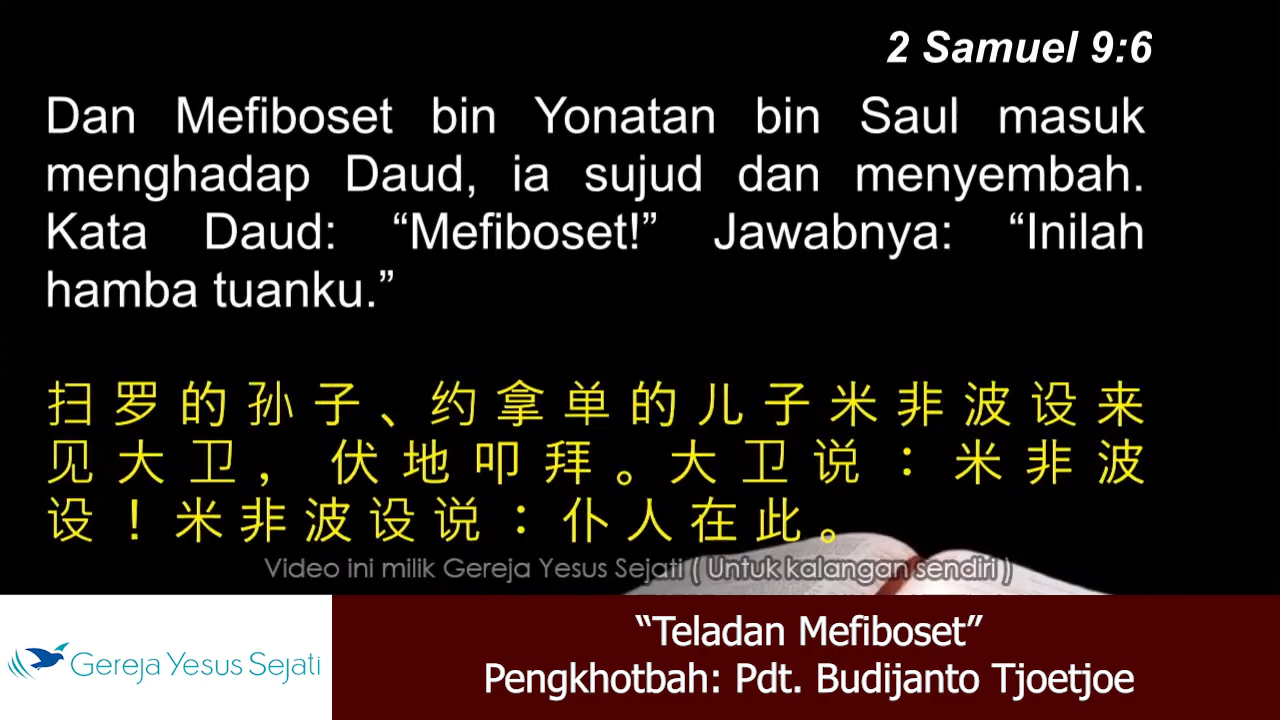 2 Samuel 9:6
Dan Mefiboset bin Yonatan bin Saul masuk
menghadap Daud, ia sujud dan menyembah.
Kata Daud: “Mefiboset!” Jawabnya: “Inilah
hamba tuanku.”
扫罗的孙子、约拿单的儿子米非波设来
见大卫，伏地叩拜。大卫说：米非波
设！米非波设说：仆人在此。
Video ini milik Gereja Yesus Sejati ( Untuk kalangan sendiri )
Gereja Yesus Sejati
“Teladan Mefiboset”
Pengkhotbah: Pdt. Budijanto Tjoetjoe